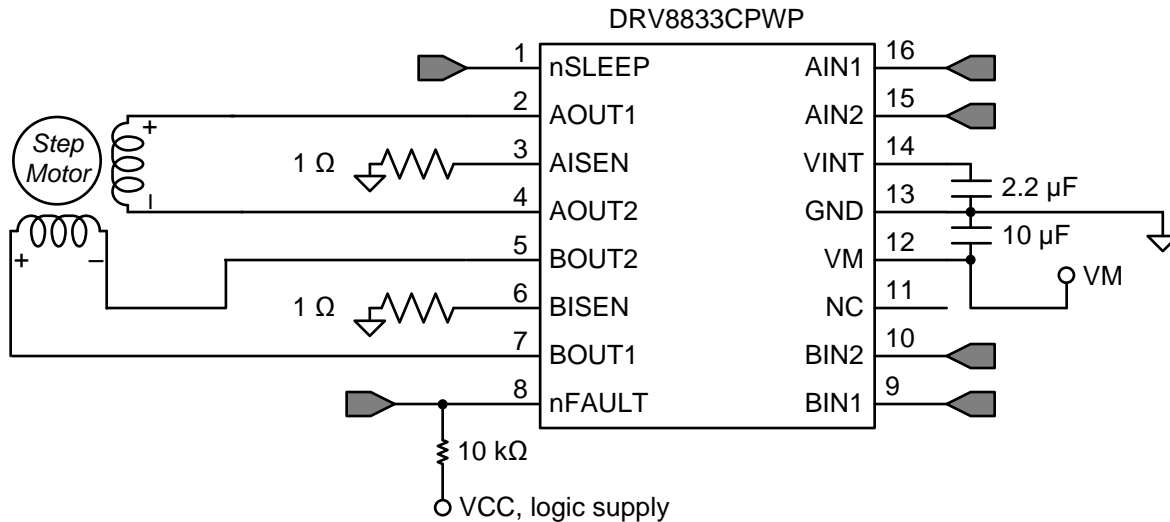 DRV8833CPWP
1 nSLEEP AIN1 16
2 AOUT1 AIN2 15
Step
Motor
+
−
1 Ω 3 AISEN VINT 14
2.2 µF
4 AOUT2 GND 13
10 µF
5 BOUT2 VM 12
+ −
VM
1 Ω 6 BISEN NC 11
7 BOUT1 BIN2 10
8 nFAULT BIN1 9
10 kΩ
VCC, logic supply